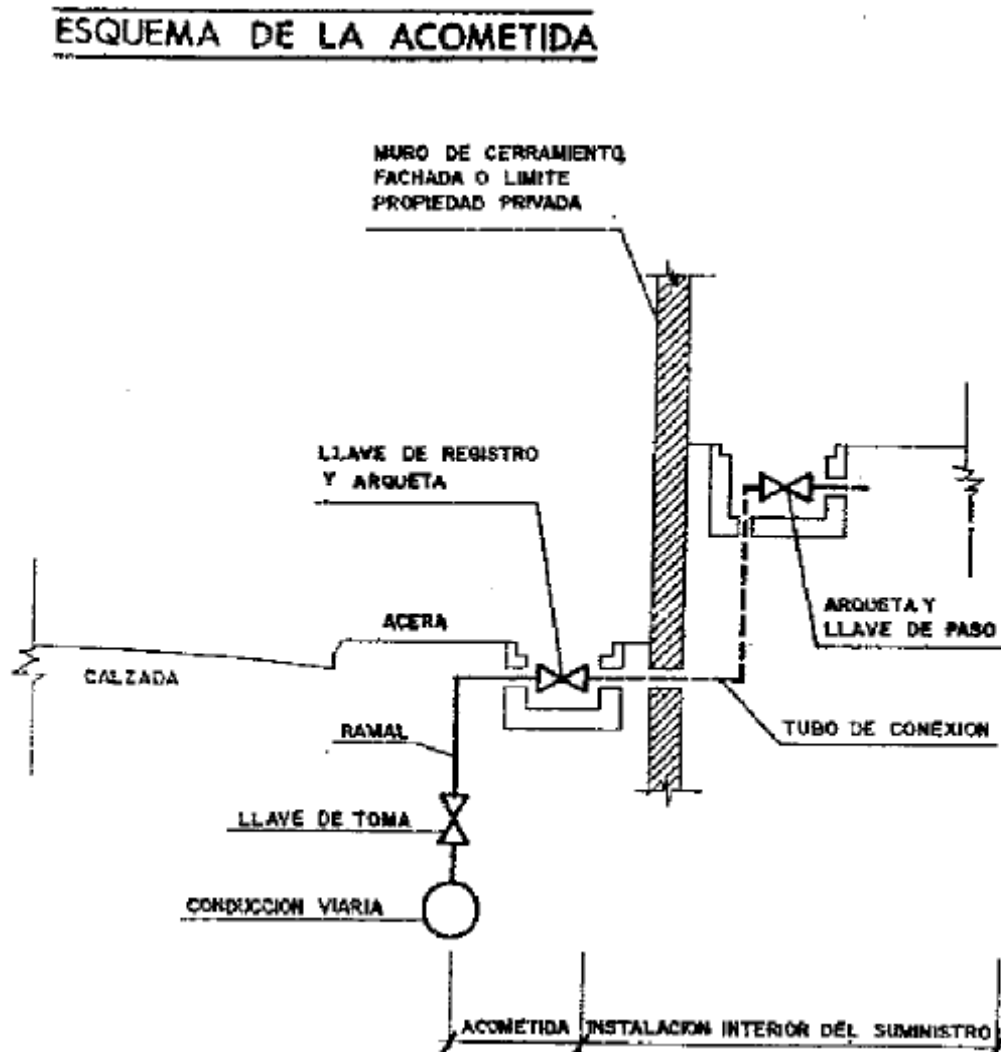 ESQUEMA DE LA ACOMETIDA
MURO DE CERRAMIENTO,
FACHADA O LIMITE
PROPIEDAD PRIVADA
LLAVE DE REGISTRO
Y ARQUETA
ARQUETA Y
LLAVE DE PASO
ACERA
CALZADA
TUBO DE CONEXION
RAMAL
LLAVE DE TOMA
CONDUCCION VIARIA
ACOMETIDA
INSTALACION INTERIOR DEL SUMINISTRO